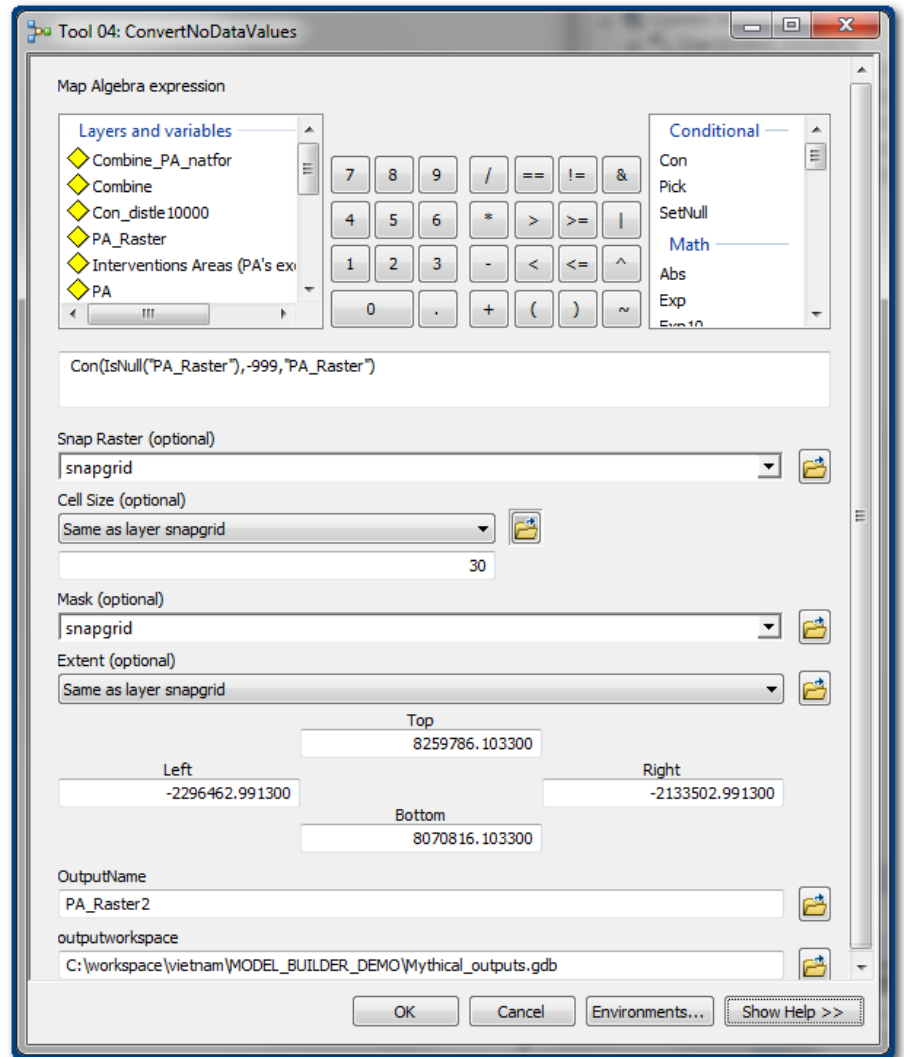 Tool 04: ConvertNoDataValues
Map Algebra expression
Layers and variables
Combine_PA_natfor
Combine
Con_distle10000
PA_Raster
Interventions Areas (PA's ex
PA
7 8 9 / == != &
4 5 6 * > >= |
1 2 3 - < <= ^
0 . + ( ) ~
Conditional
Con
Pick
SetNull
Math
Abs
Exp
Exp10
Con(IsNull("PA_Raster"),-999,"PA_Raster")
Snap Raster (optional)
snapgrid
Cell Size (optional)
Same as layer snapgrid
30
Mask (optional)
snapgrid
Extent (optional)
Same as layer snapgrid
Top
8259786.103300
Left Right
-2296462.991300 -2133502.991300
Bottom
8070816.103300
OutputName
PA_Raster2
outputworkspace
C:\workspace\vietnam\MODEL_BUILDER_DEMO\Mythical_outputs.gdb
OK Cancel Environments... Show Help >>